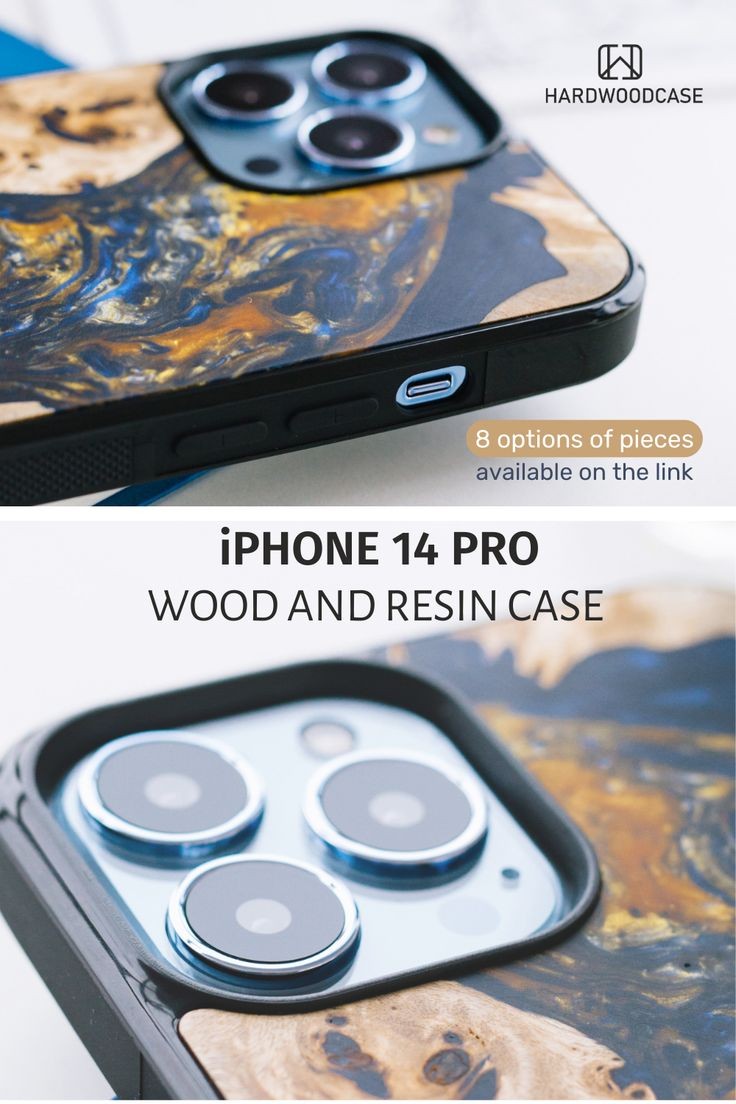 HARDWOODCASE
8 options of pieces
available on the link
iPHONE 14 PRO
WOOD AND RESIN CASE